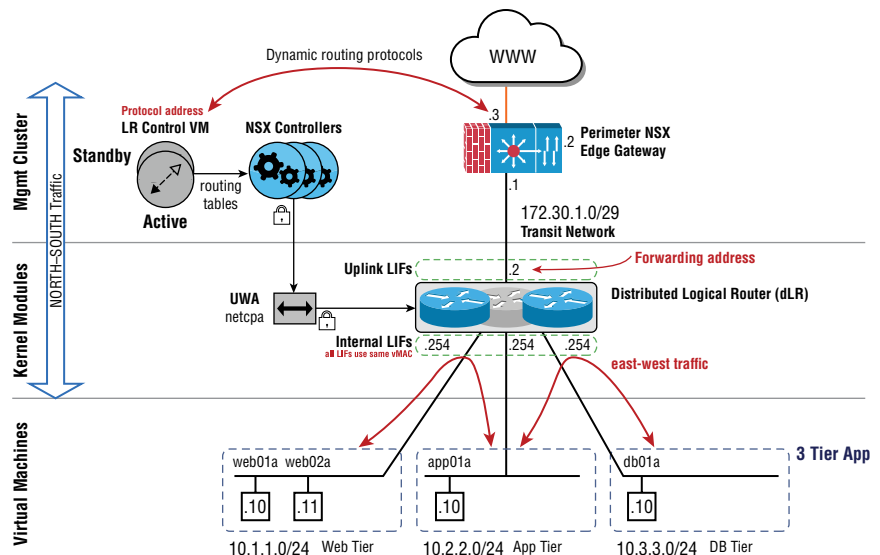 WWW
Dynamic routing protocols
Protocol address
LR Control VM
NSX Controllers
.3
.2
Perimeter NSX
Edge Gateway
Standby
routing
tables
Active
.1
172.30.1.0/29
Transit Network
Mgmt Cluster
NORTH–SOUTH Traffic
Kernel Modules
Uplink LIFs
.2
Forwarding address
UWA
netcpa
Distributed Logical Router (dLR)
Internal LIFs
all LIFs use same vMAC
.254
.254
.254
east-west traffic
Virtual Machines
3 Tier App
web01a
web02a
app01a
db01a
.10
.11
.10
.10
10.1.1.0/24 Web Tier
10.2.2.0/24 App Tier
10.3.3.0/24 DB Tier